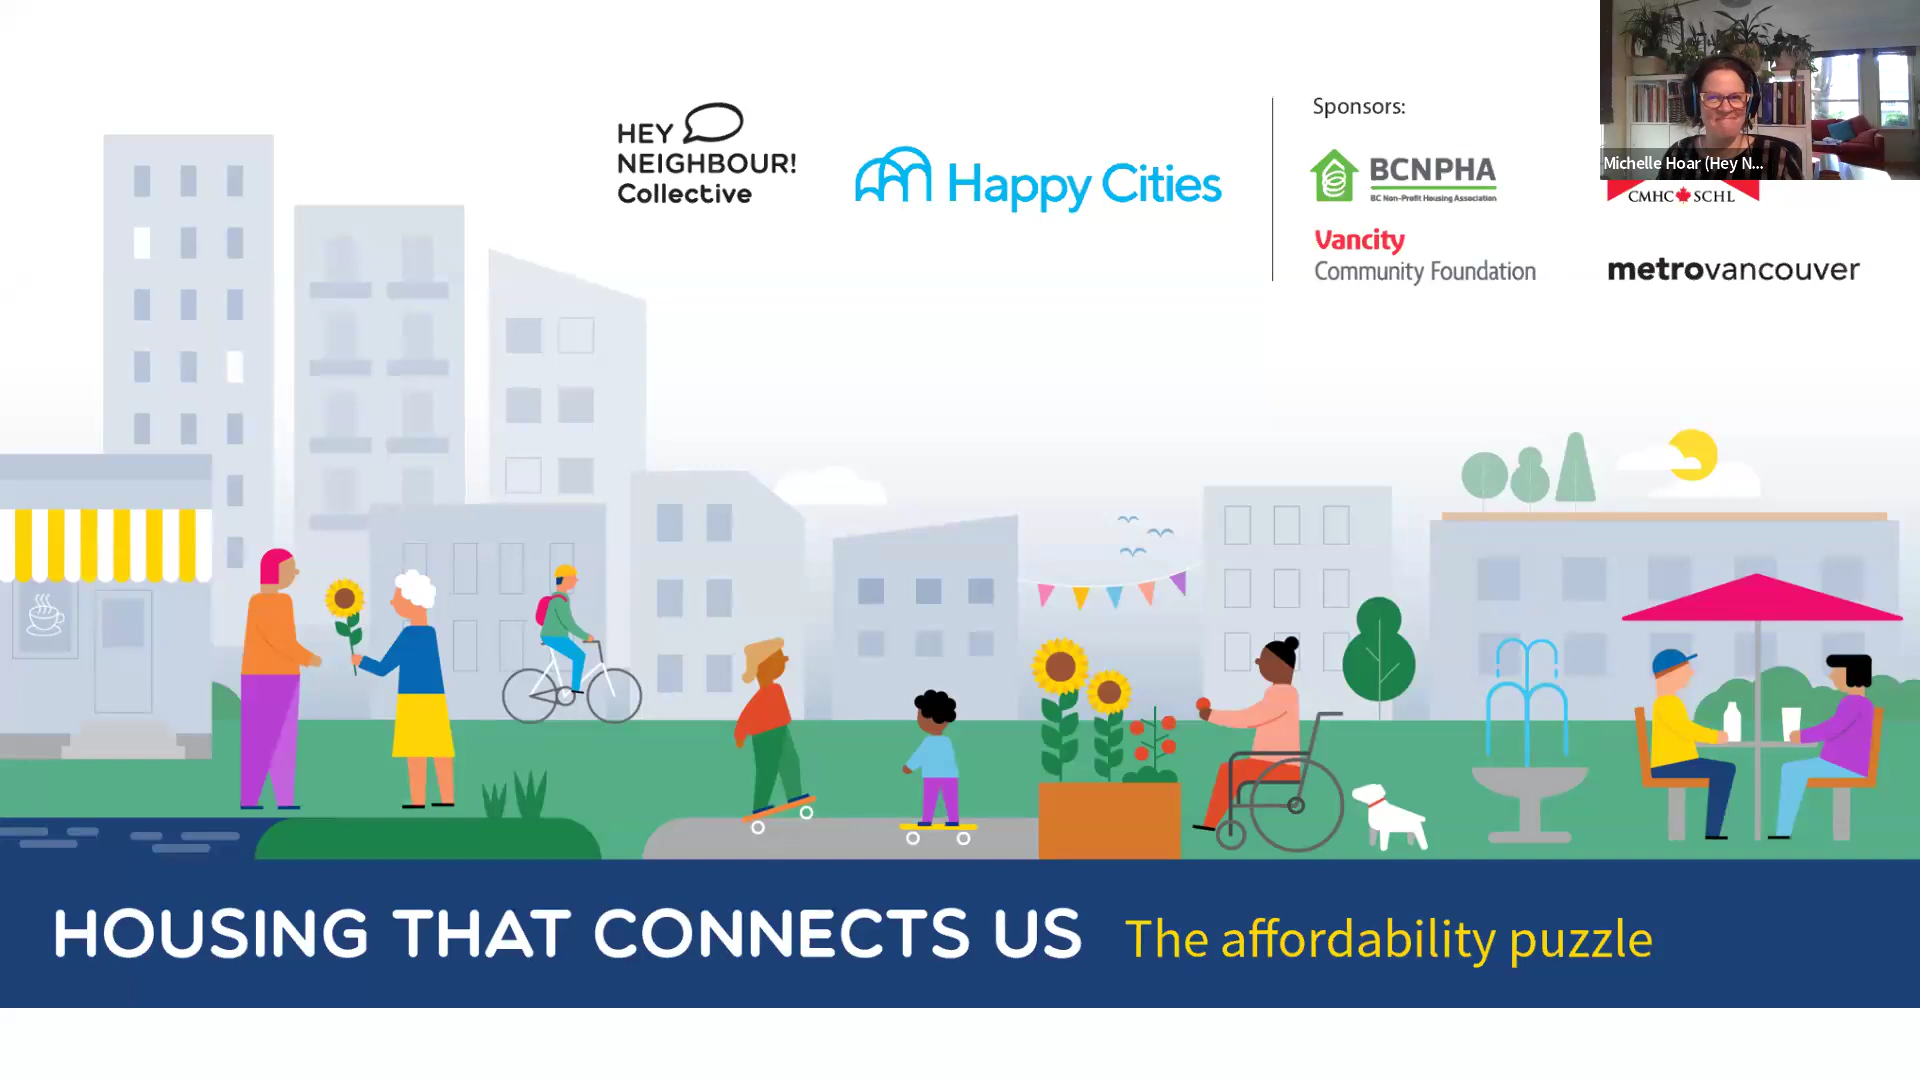 HEY
NEIGHBOUR!
Collective
Happy Cities
Sponsors:
BCNPHA
BC Non-Profit Housing Association
Vancity
Community Foundation
Michelle Hoar (Hey N...
CMHC SCHL
metrovancouver
HOUSING THAT CONNECTS US
The affordability puzzle